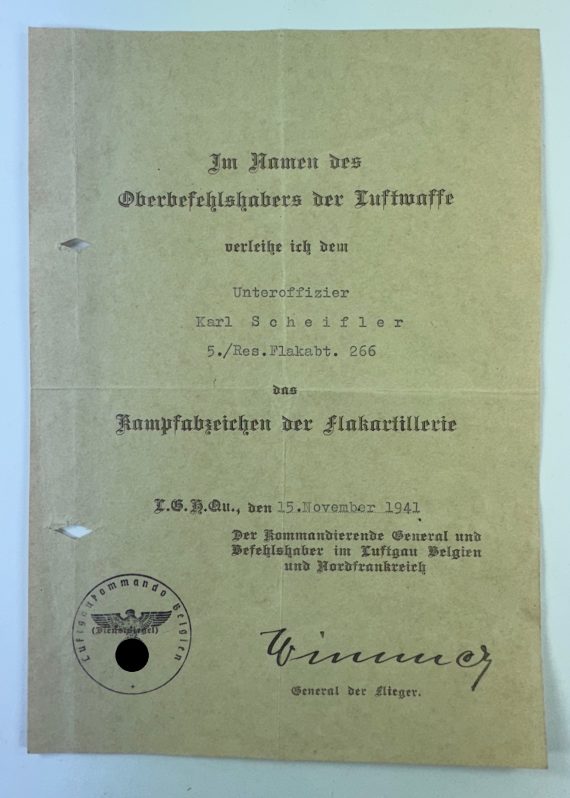 Im Namen des
Oberbefehlshabers der Luftwaffe
verleihe ich dem
Unteroffizier
Karl Scheifler
5./Res.Flakabt. 266
das
Kampfabzeichen der Flakartillerie
L.G.H.Qu., den 15.November 1941
Der Kommandierende General und
Befehlshaber im Luftgau Belgien
und Nordfrankreich
Luftgaukommando Belgien
(Dienstsiegel)
Wimmer
General der Flieger.